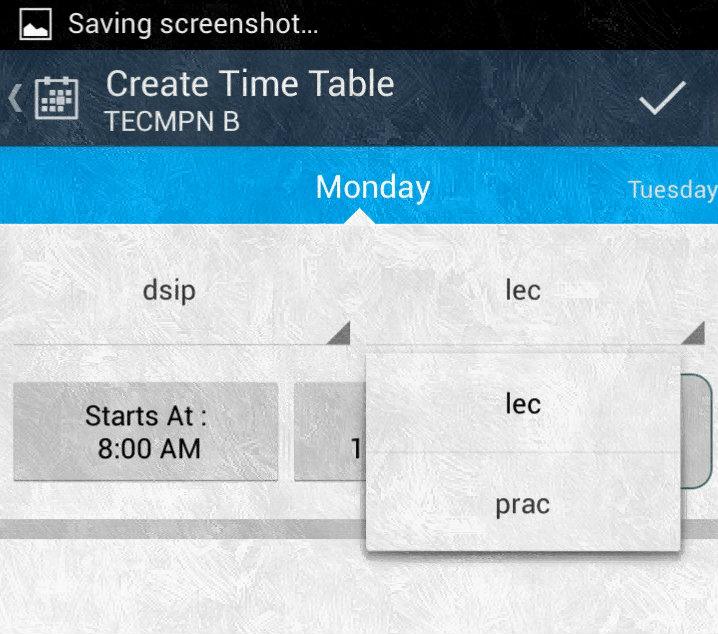 Saving screenshot...
Create Time Table
TECMPN B
Monday
Tuesday
dsip
lec
lec
Starts At :
8:00 AM
1
prac